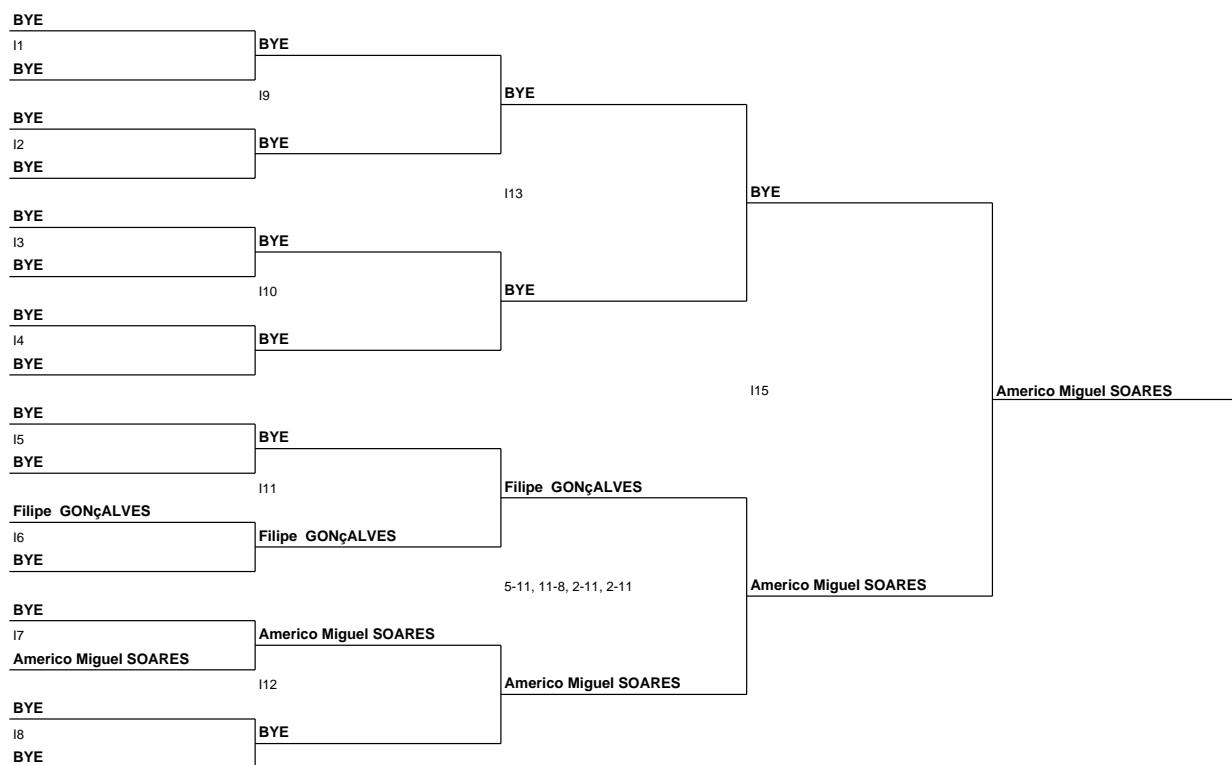 BYE
I1
BYE
BYE
I9
BYE
BYE
I2
BYE
BYE
I13
BYE
BYE
I3
BYE
BYE
I10
BYE
BYE
I4
BYE
BYE
I15
Americo Miguel SOARES
BYE
I5
BYE
BYE
I11
Filipe  GONçALVES
Filipe  GONçALVES
I6
Filipe  GONçALVES
BYE
5-11, 11-8, 2-11, 2-11
Americo Miguel SOARES
BYE
I7
Americo Miguel SOARES
Americo Miguel SOARES
I12
Americo Miguel SOARES
BYE
I8
BYE
BYE